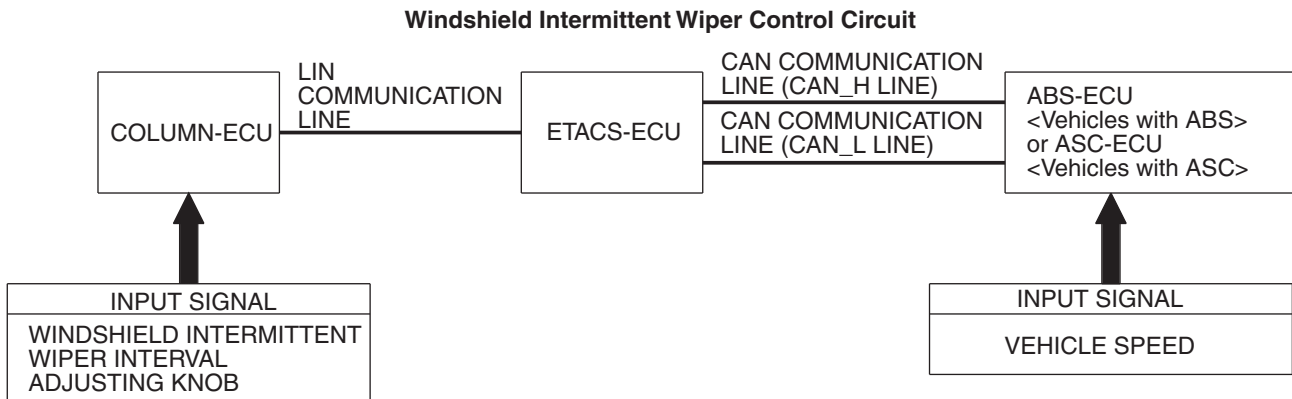 Windshield Intermittent Wiper Control Circuit
LIN
COMMUNICATION
LINE
CAN COMMUNICATION
LINE (CAN_H LINE)
CAN COMMUNICATION
LINE (CAN_L LINE)
COLUMN-ECU
ETACS-ECU
ABS-ECU
<Vehicles with ABS>
or ASC-ECU
<Vehicles with ASC>
INPUT SIGNAL
WINDSHIELD INTERMITTENT
WIPER INTERVAL
ADJUSTING KNOB
INPUT SIGNAL
VEHICLE SPEED